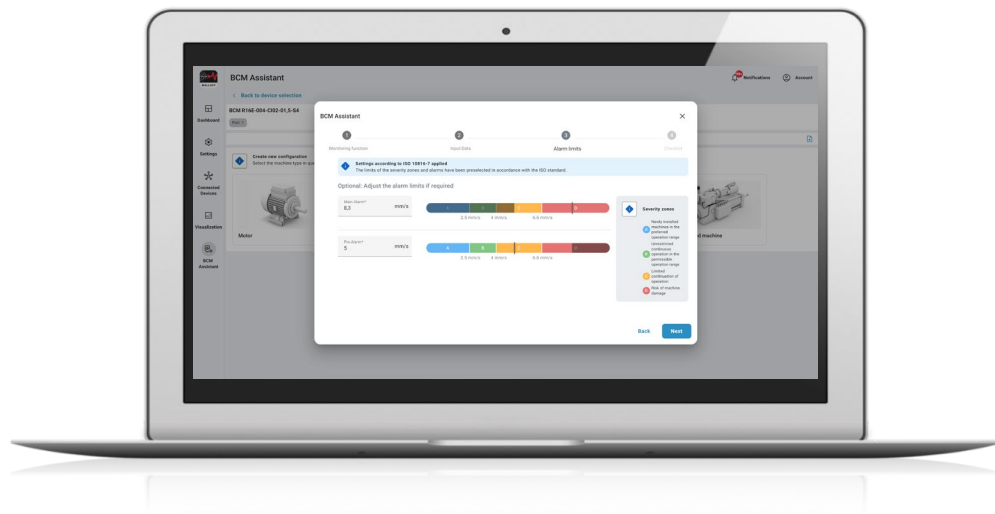 BALLUFF
BCM Assistant
Notifications
Account
Back to device selection
BCM R16E-004-CI02-01,5-S4
Dashboard
Settings
Connected Devices
Visualization
BCM Assistant
Create new configuration
Motor
BCM Assistant
1
2
3
4
Monitoring function
Input Data
Alarm limits
Settings according to ISO 10816-7 applied
The limits of the severity zones and alarms have been preselected in accordance with the ISO standard.
Optional: Adjust the alarm limits if required
Main Alarm*
8,3
mm/s
2.5 mm/s
4 mm/s
6.6 mm/s
Pre Alarm*
5
mm/s
A
B
2.5 mm/s
4 mm/s
6.6 mm/s
Severity zones
Newly installed
machines in the
preferred
operation range
Unrestricted
continuous
operation in the
permissible
operation range
Limited
continuation of
operation
Risk of machine
damage
Back
Next